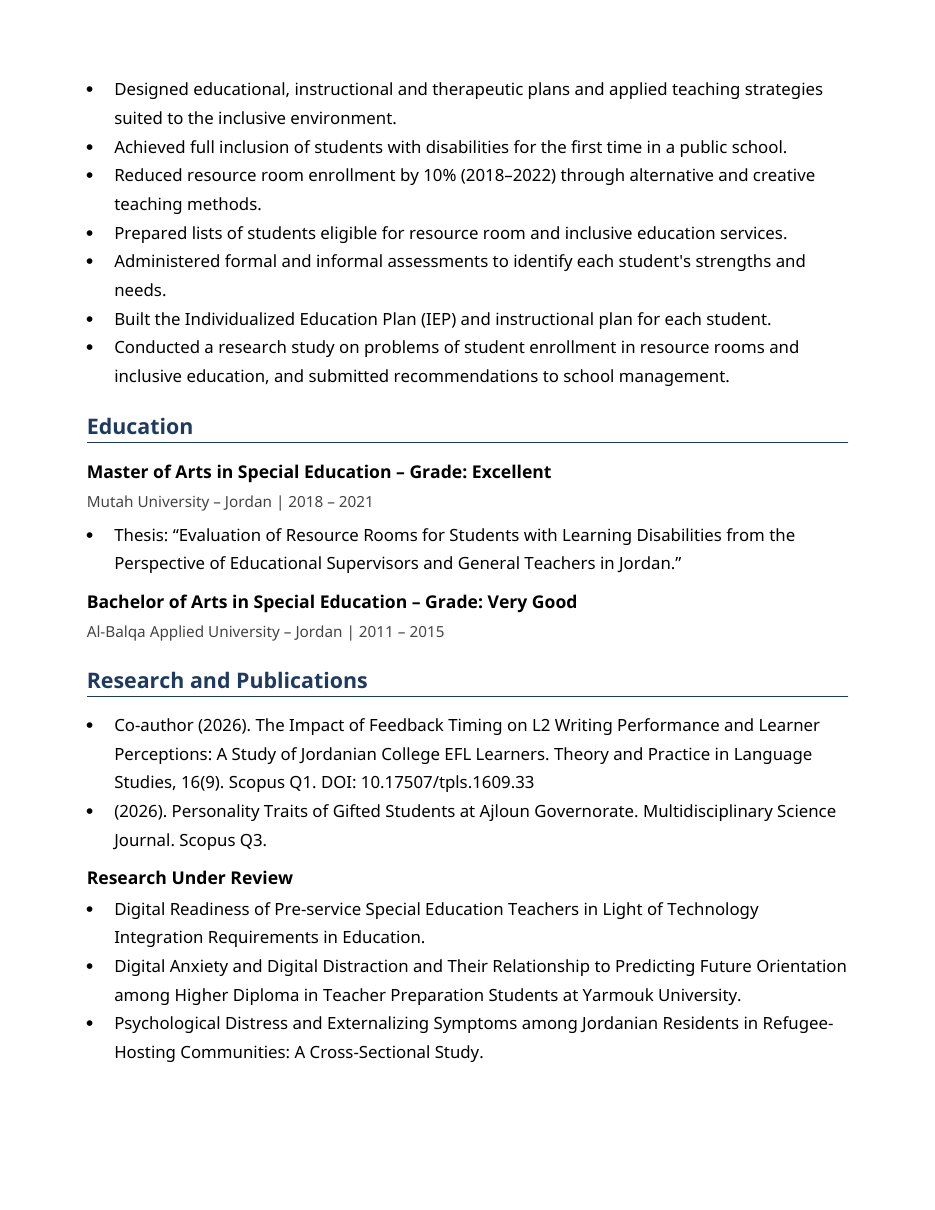 • Designed educational, instructional and therapeutic plans and applied teaching strategies
suited to the inclusive environment.
• Achieved full inclusion of students with disabilities for the first time in a public school.
• Reduced resource room enrollment by 10% (2018–2022) through alternative and creative
teaching methods.
• Prepared lists of students eligible for resource room and inclusive education services.
• Administered formal and informal assessments to identify each student's strengths and
needs.
• Built the Individualized Education Plan (IEP) and instructional plan for each student.
• Conducted a research study on problems of student enrollment in resource rooms and
inclusive education, and submitted recommendations to school management.
Education
Master of Arts in Special Education – Grade: Excellent
Mutah University – Jordan | 2018 – 2021
• Thesis: “Evaluation of Resource Rooms for Students with Learning Disabilities from the
Perspective of Educational Supervisors and General Teachers in Jordan.”
Bachelor of Arts in Special Education – Grade: Very Good
Al-Balqa Applied University – Jordan | 2011 – 2015
Research and Publications
• Co-author (2026). The Impact of Feedback Timing on L2 Writing Performance and Learner
Perceptions: A Study of Jordanian College EFL Learners. Theory and Practice in Language
Studies, 16(9). Scopus Q1. DOI: 10.17507/tpls.1609.33
• (2026). Personality Traits of Gifted Students at Ajloun Governorate. Multidisciplinary Science
Journal. Scopus Q3.
Research Under Review
• Digital Readiness of Pre-service Special Education Teachers in Light of Technology
Integration Requirements in Education.
• Digital Anxiety and Digital Distraction and Their Relationship to Predicting Future Orientation
among Higher Diploma in Teacher Preparation Students at Yarmouk University.
• Psychological Distress and Externalizing Symptoms among Jordanian Residents in Refugee-
Hosting Communities: A Cross-Sectional Study.